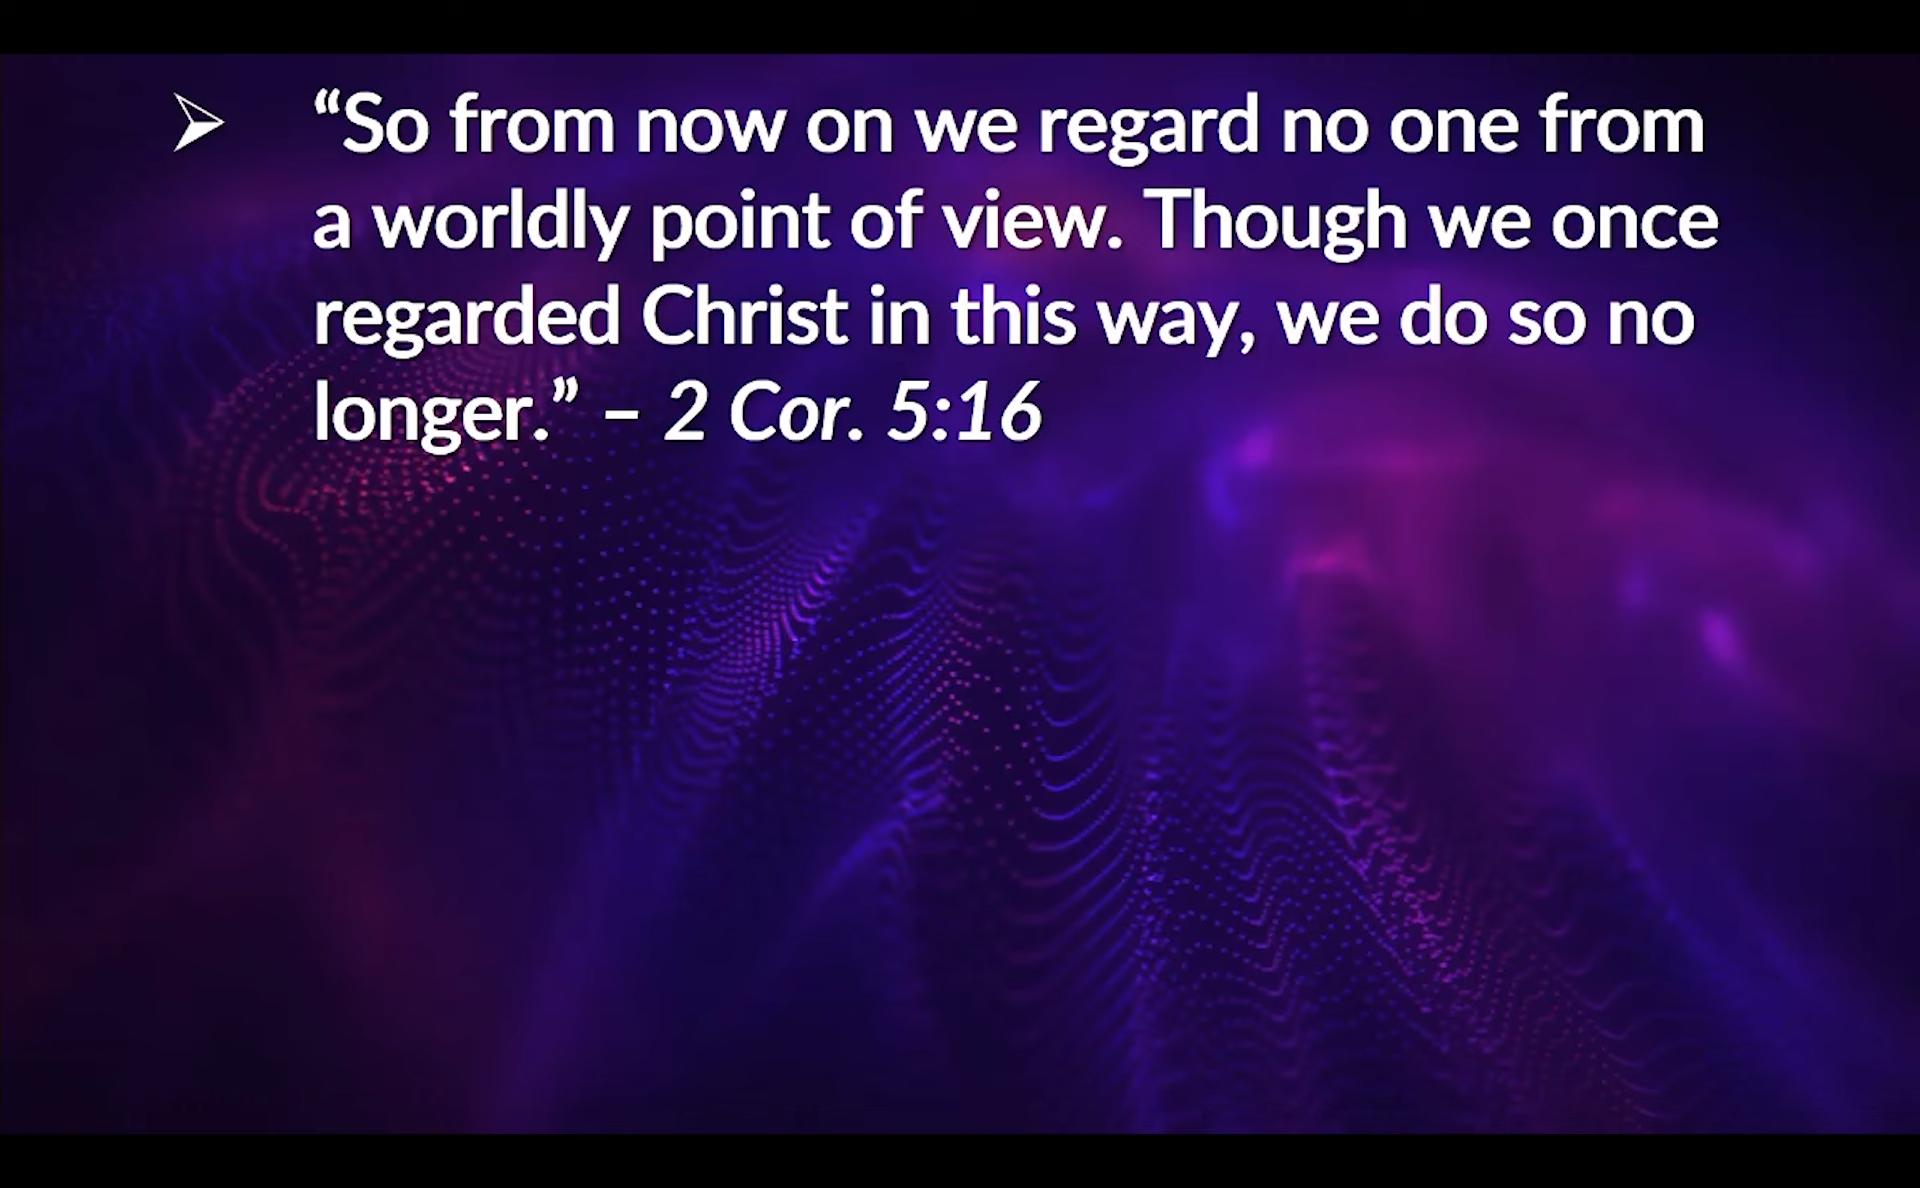 ➢ “So from now on we regard no one from
a worldly point of view. Though we once
regarded Christ in this way, we do so no
longer.” – 2 Cor. 5:16